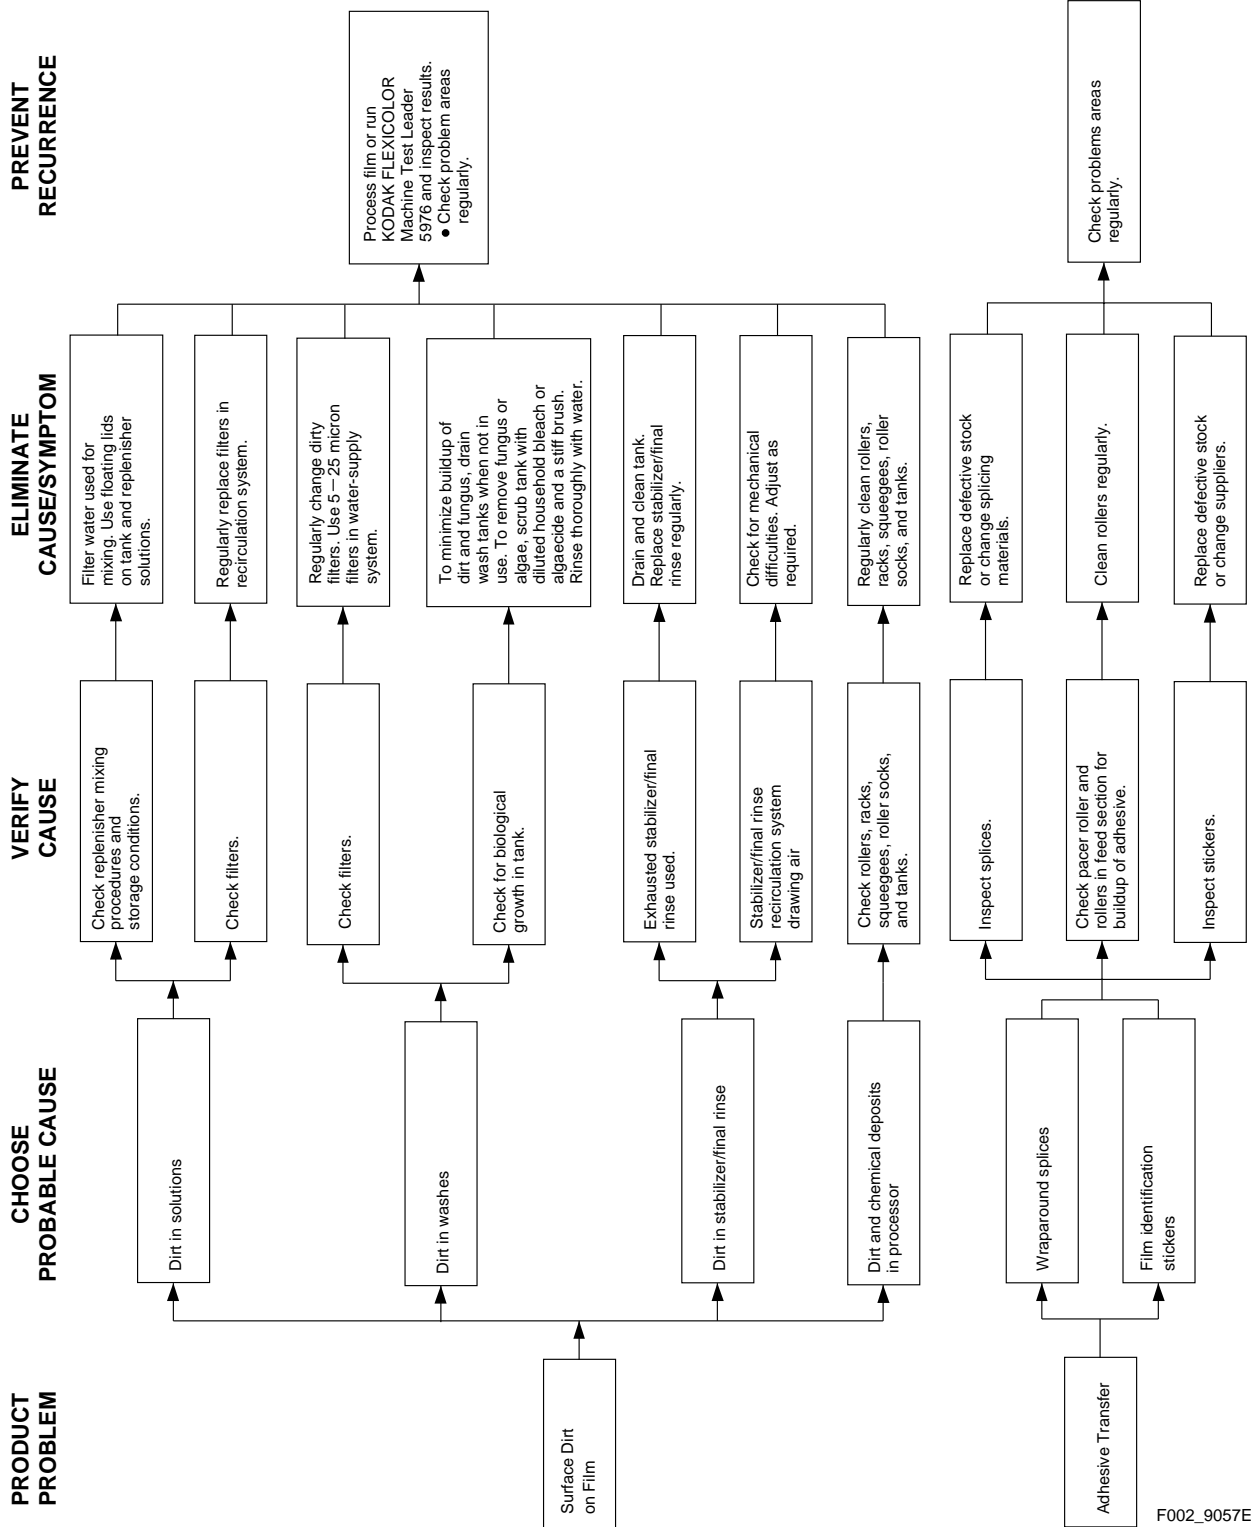 PRODUCT
PROBLEM
CHOOSE
PROBABLE CAUSE
VERIFY
CAUSE
ELIMINATE
CAUSE/SYMPTOM
PREVENT
RECURRENCE
Surface Dirt
on Film
Dirt in solutions
Check replenisher mixing
procedures and
storage conditions.
Filter water used for
mixing. Use floating lids
on tank and replenisher
solutions.
Check filters.
Regularly replace filters in
recirculation system.
Dirt in washes
Check filters.
Regularly change dirty
filters. Use 5—25 micron
filters in water-supply
system.
Check for biological
growth in tank.
To minimize buildup of
dirt and fungus, drain
wash tanks when not in
use. To remove fungus or
algae, scrub tank with
diluted household bleach or
algaecide and a stiff brush.
Rinse thoroughly with water.
Dirt in stabilizer/final rinse
Exhausted stabilizer/final
rinse used.
Drain and clean tank.
Replace stabilizer/final
rinse regularly.
Stabilizer/final rinse
recirculation system
drawing air
Check for mechanical
difficulties. Adjust as
required.
Dirt and chemical deposits
in processor
Check rollers, racks,
squeegees, roller socks,
and tanks.
Regularly clean rollers,
racks, squeegees, roller
socks, and tanks.
Process film or run
KODAK FLEXICOLOR
Machine Test Leader
5976 and inspect results.
● Check problem areas
regularly.
Adhesive Transfer
Wraparound splices
Film identification
stickers
Inspect splices.
Replace defective stock
or change splicing
materials.
Check pacer roller and
rollers in feed section for
buildup of adhesive.
Clean rollers regularly.
Inspect stickers.
Replace defective stock
or change suppliers.
Check problems areas
regularly.
F002_9057E